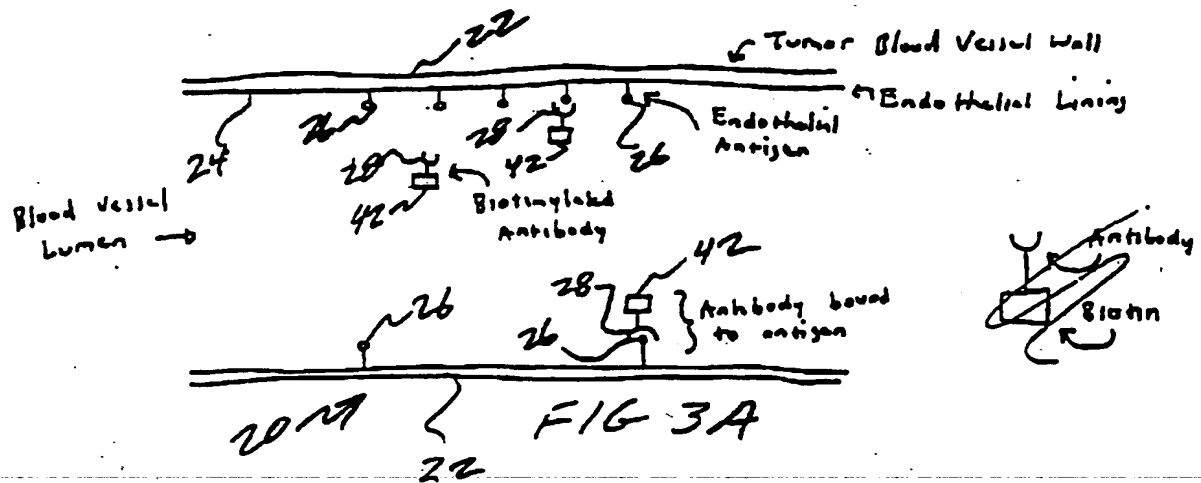 22
Tumor Blood Vessel Wall
Endothelial Lining
24
26
28
42
26
Endothelial
Antigen
28
42
Biotinylated
Antibody
Blood Vessel
Lumen
26
28
42
26
Antibody bound
to antigen
Antibody
Biotin
20
22
FIG 3A